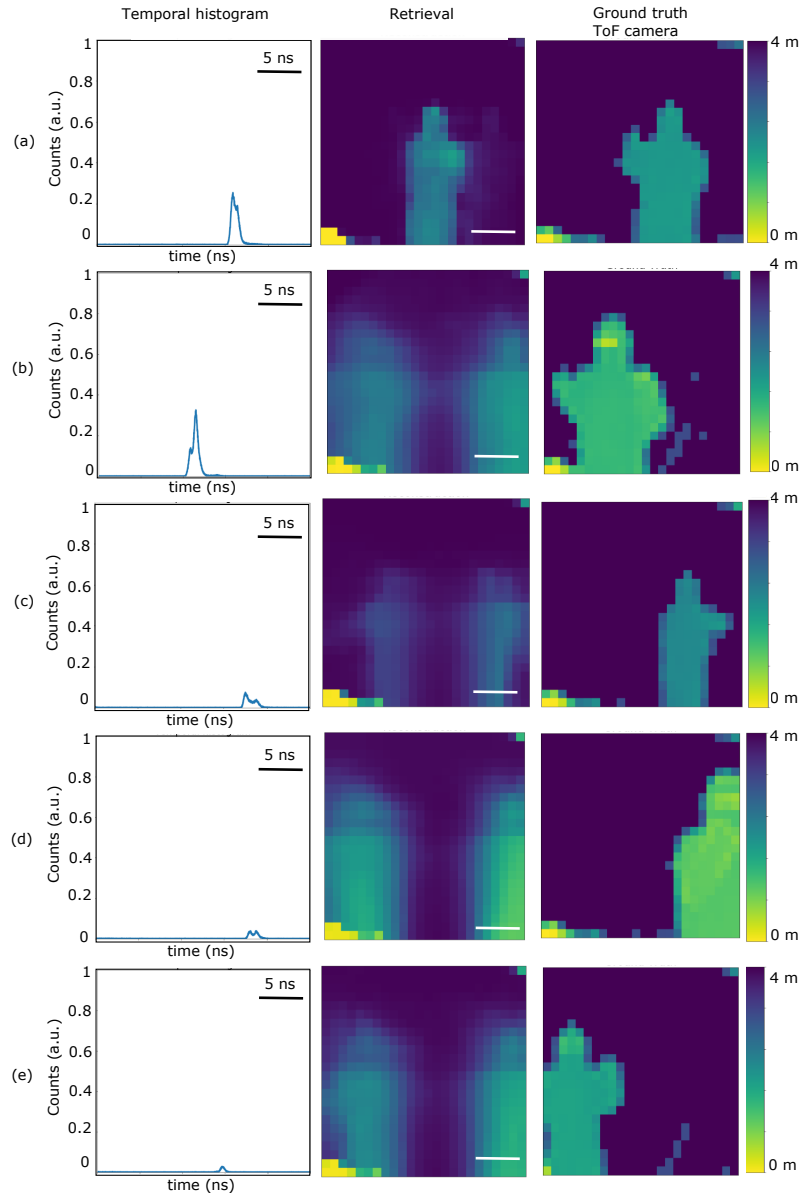 Temporal histogram
Retrieval
Ground truth
ToF camera
(a)
Counts (a.u.)
1
0.8
0.6
0.4
0.2
0
5 ns
time (ns)
4 m
0 m
(b)
Counts (a.u.)
1
0.8
0.6
0.4
0.2
0
5 ns
time (ns)
4 m
0 m
(c)
Counts (a.u.)
1
0.8
0.6
0.4
0.2
0
5 ns
time (ns)
4 m
0 m
(d)
Counts (a.u.)
1
0.8
0.6
0.4
0.2
0
5 ns
time (ns)
4 m
0 m
(e)
Counts (a.u.)
1
0.8
0.6
0.4
0.2
0
5 ns
time (ns)
4 m
0 m